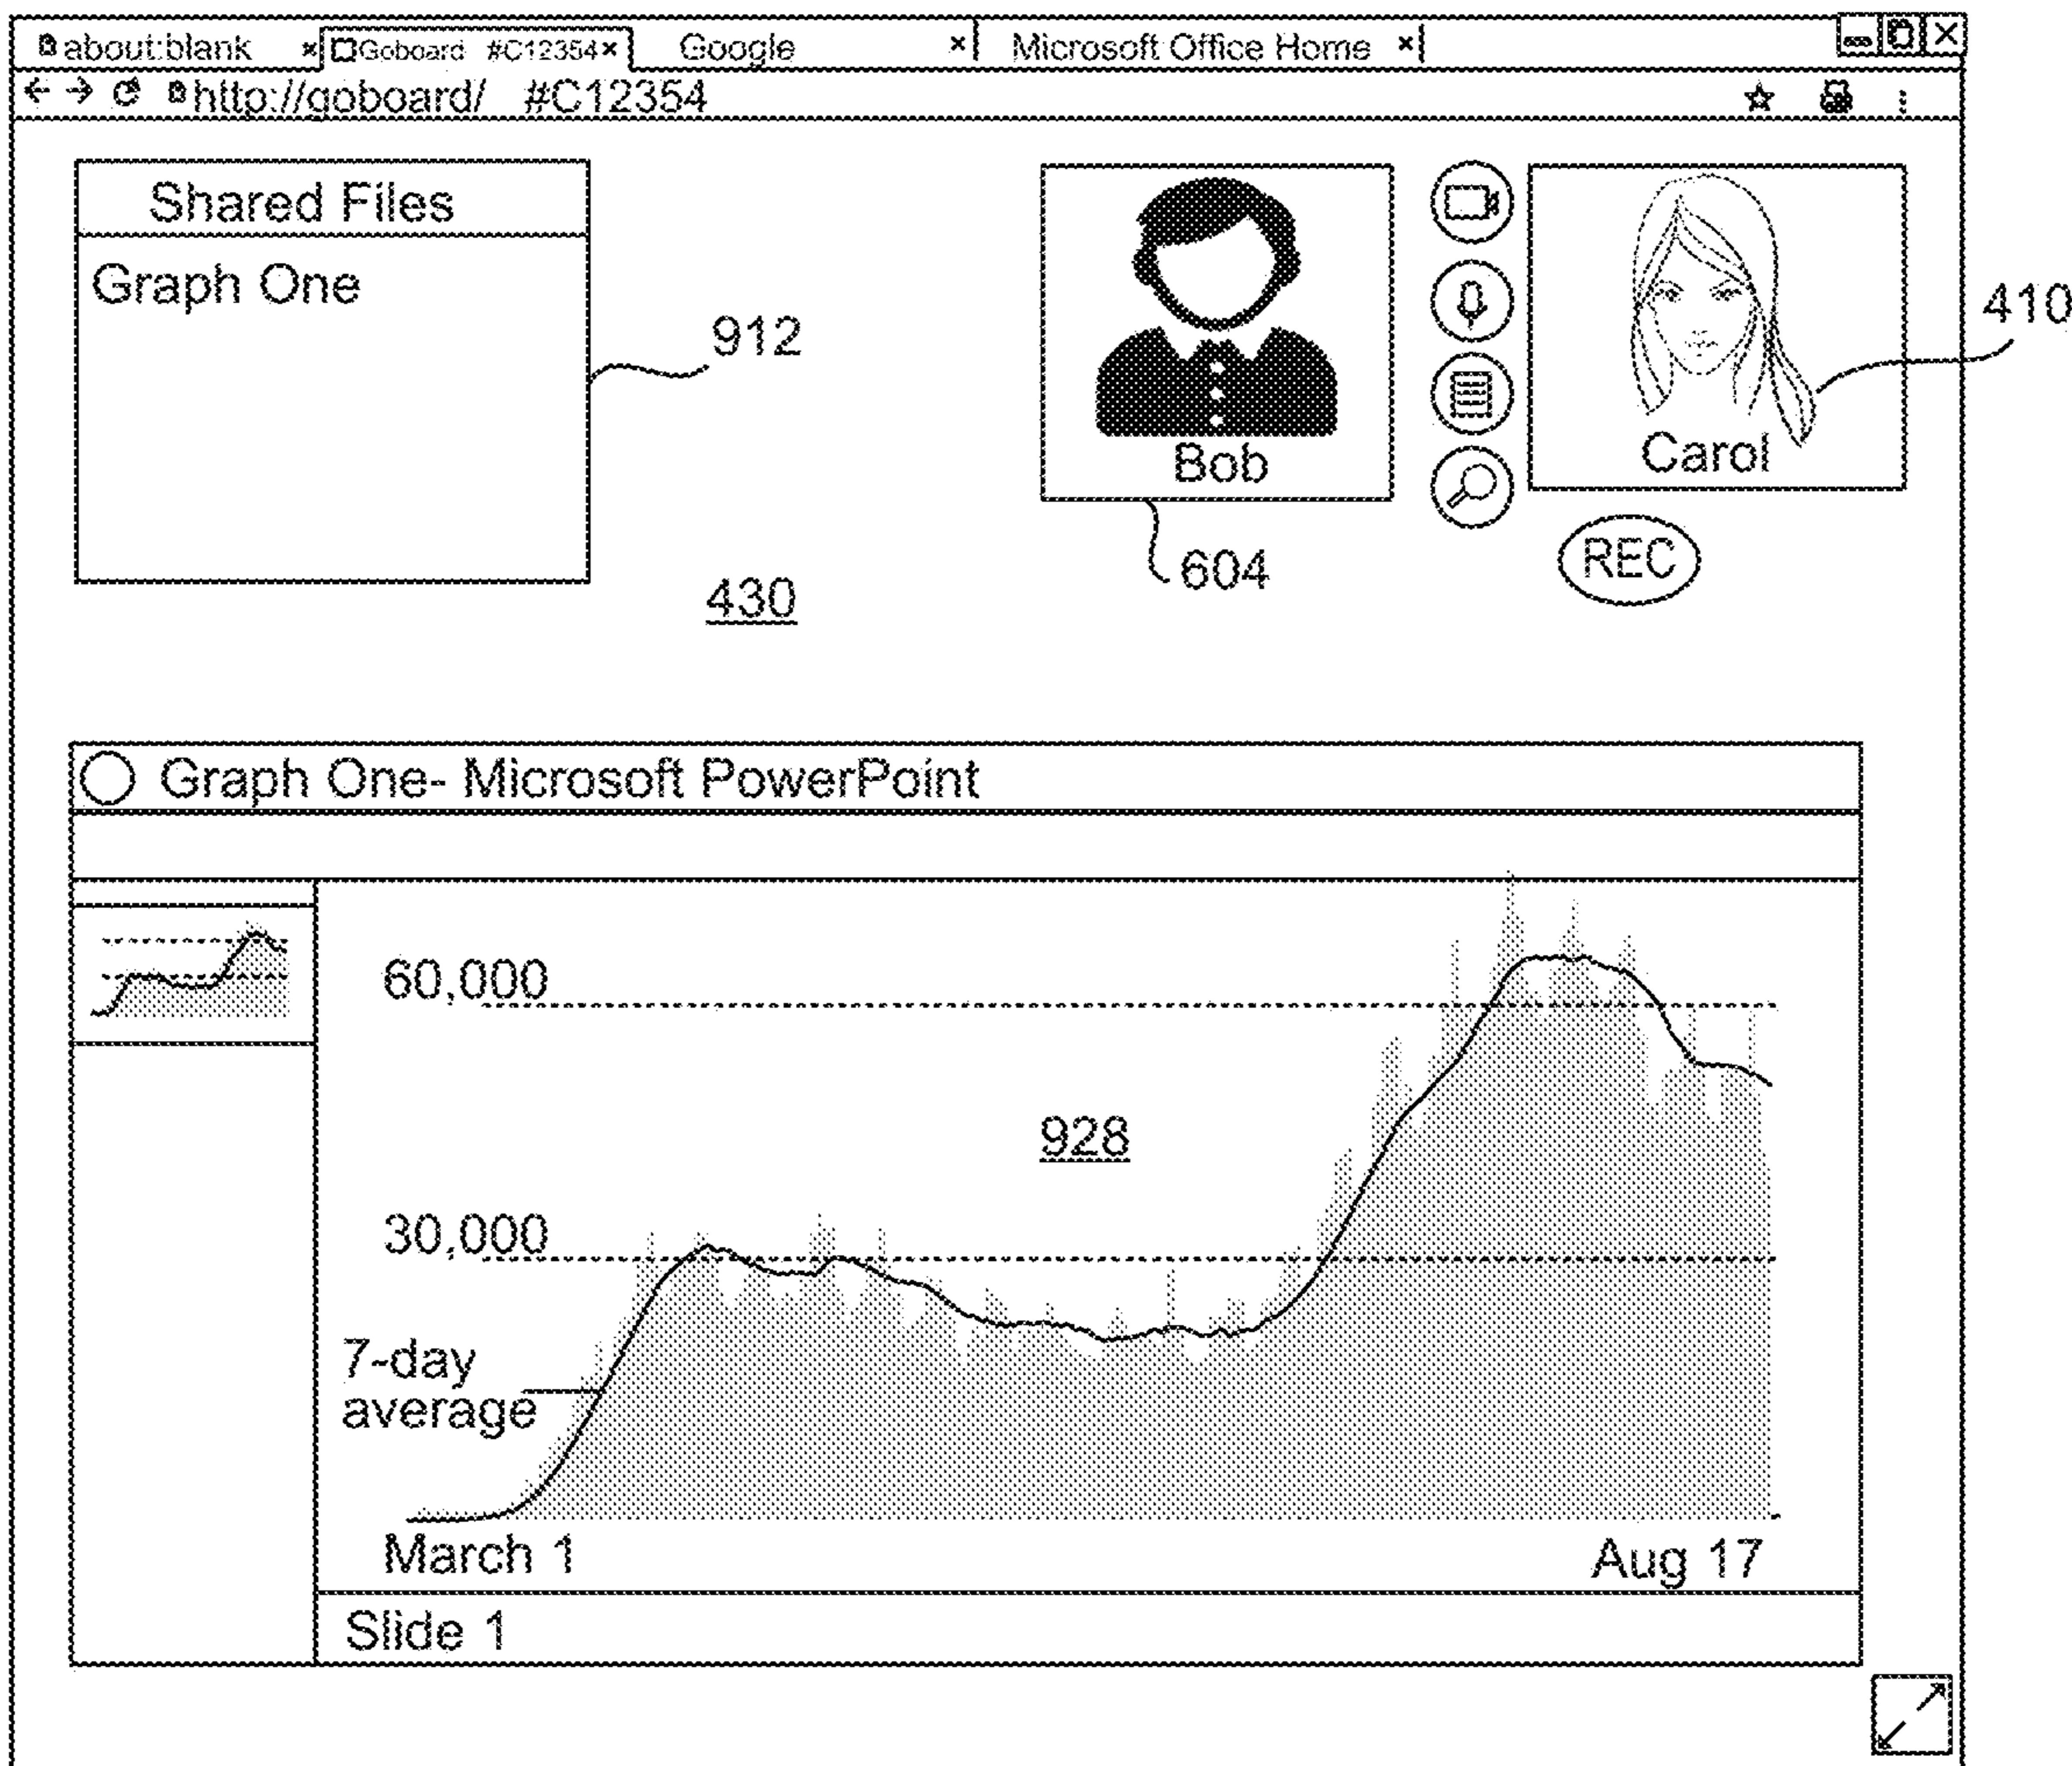 about:blank
Goboard #C12354
Google
Microsoft Office Home
http://goboard/ #C12354
Shared Files
Graph One
912
Bob
604
Carol
410
REC
430
Graph One- Microsoft PowerPoint
60,000
928
30,000
7-day
average
March 1
Aug 17
Slide 1